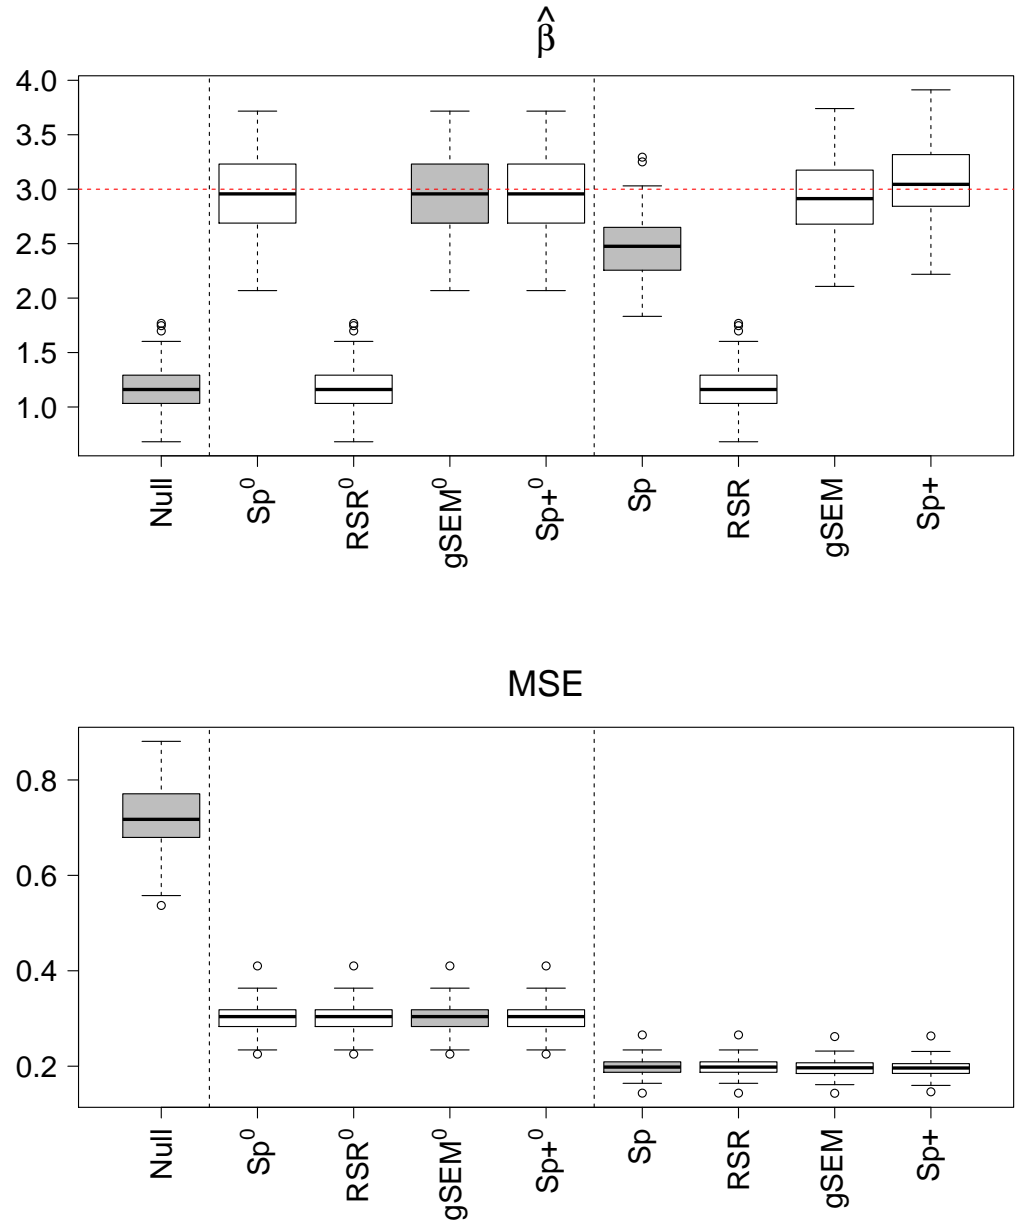 β̂
4.0
3.5
3.0
2.5
2.0
1.5
1.0
Null Sp⁰ RSR⁰ gSEM⁰ Sp+⁰ Sp RSR gSEM Sp+
MSE
0.8
0.6
0.4
0.2
Null Sp⁰ RSR⁰ gSEM⁰ Sp+⁰ Sp RSR gSEM Sp+